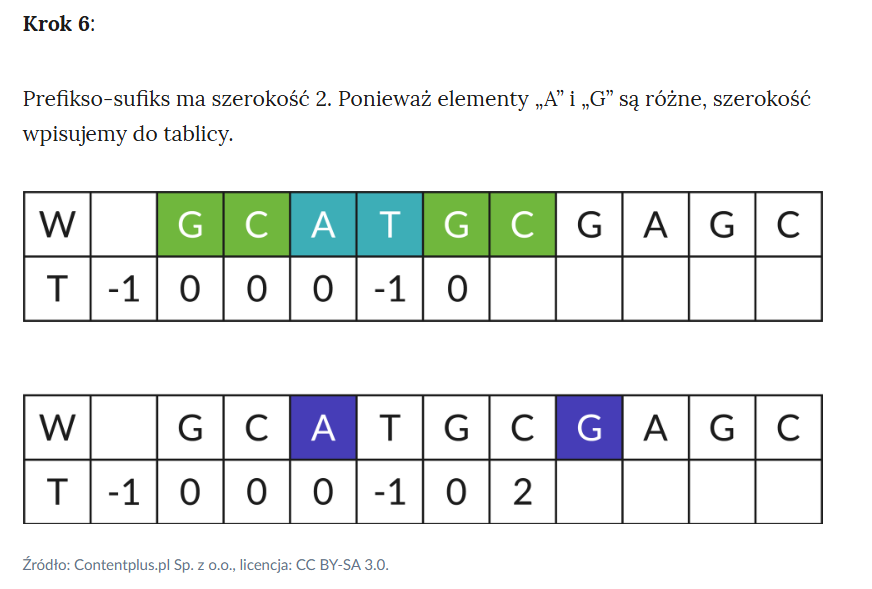 Krok 6:
Prefikso-sufiks ma szerokość 2. Ponieważ elementy „A” i „G” są różne, szerokość
wpisujemy do tablicy.
W G C A T G C G A G C
T -1 0 0 0 -1 0
W G C A T G C G A G C
T -1 0 0 0 -1 0 2
Źródło: Contentplus.pl Sp. z o.o., licencja: CC BY-SA 3.0.